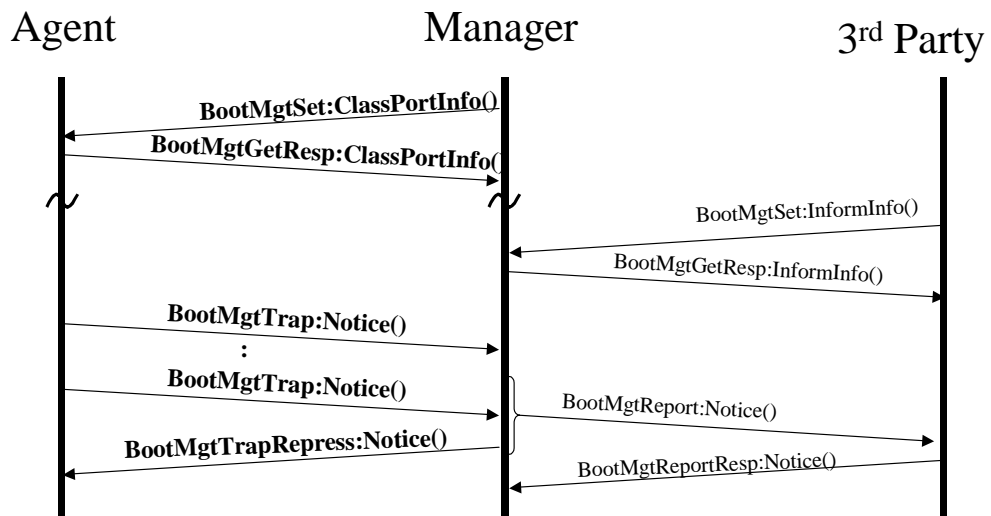 Agent
Manager
3rd Party
BootMgtSet:ClassPortInfo()
BootMgtGetResp:ClassPortInfo()
BootMgtSet:InformInfo()
BootMgtGetResp:InformInfo()
BootMgtTrap:Notice()
:
BootMgtTrap:Notice()
BootMgtReport:Notice()
BootMgtTrapRepress:Notice()
BootMgtReportResp:Notice()